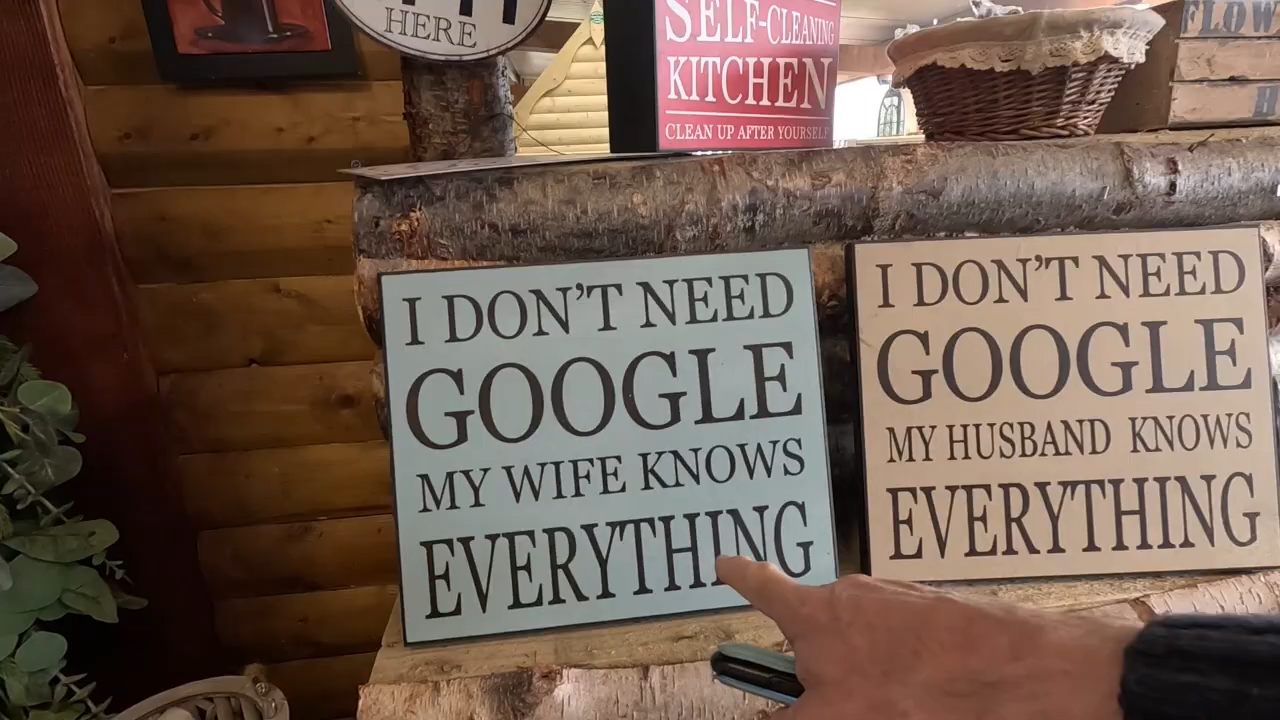 HERE
SELF-CLEANING
KITCHEN
CLEAN UP AFTER YOURSELF
I DON'T NEED
GOOGLE
MY WIFE KNOWS
EVERYTHING
I DON'T NEED
GOOGLE
MY HUSBAND KNOWS
EVERYTHING